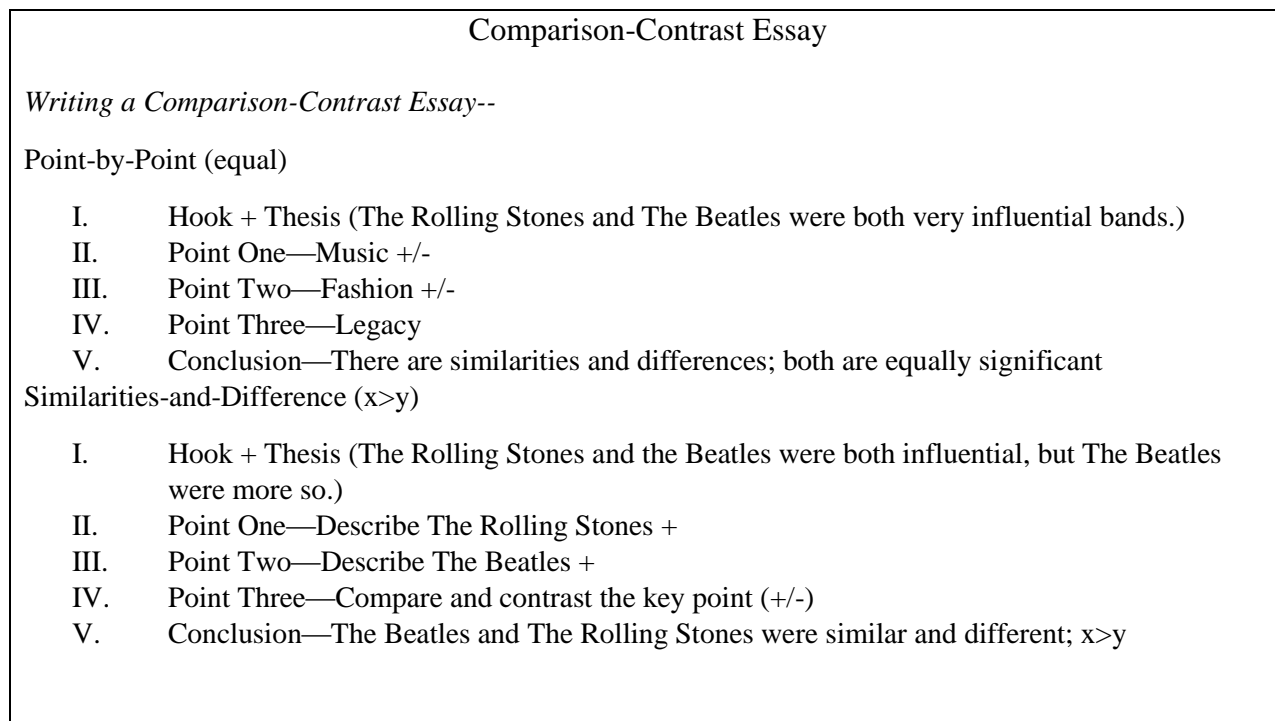 Comparison-Contrast Essay
Writing a Comparison-Contrast Essay--
Point-by-Point (equal)
I. Hook + Thesis (The Rolling Stones and The Beatles were both very influential bands.)
II. Point One—Music +/-
III. Point Two—Fashion +/-
IV. Point Three—Legacy
V. Conclusion—There are similarities and differences; both are equally significant
Similarities-and-Difference (x>y)
I. Hook + Thesis (The Rolling Stones and the Beatles were both influential, but The Beatles
were more so.)
II. Point One—Describe The Rolling Stones +
III. Point Two—Describe The Beatles +
IV. Point Three—Compare and contrast the key point (+/-)
V. Conclusion—The Beatles and The Rolling Stones were similar and different; x>y